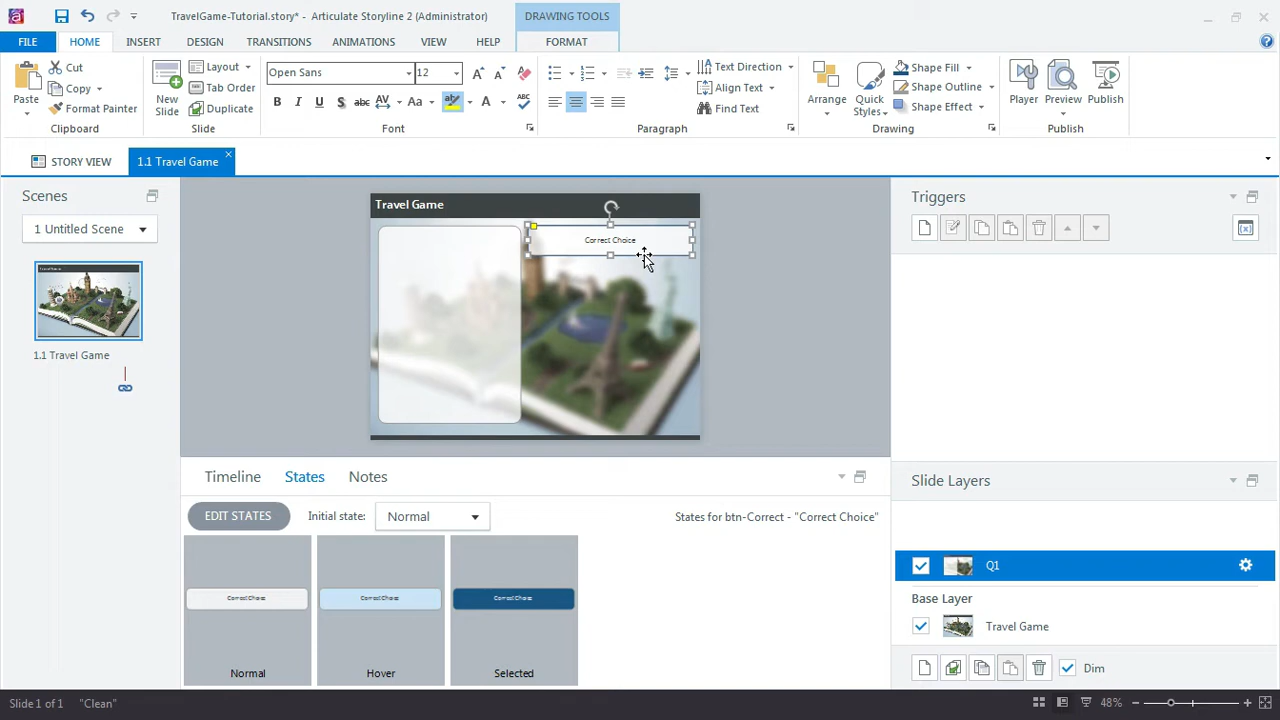 TravelGame-Tutorial.story* - Articulate Storyline 2 (Administrator)
DRAWING TOOLS
FILE
HOME
INSERT
DESIGN
TRANSITIONS
ANIMATIONS
VIEW
HELP
FORMAT
Paste
Cut
Copy
Format Painter
Clipboard
New Slide
Layout
Tab Order
Duplicate
Slide
Open Sans
12
B I U S abc AV Aa A ABC
Font
Text Direction
Align Text
Find Text
Paragraph
Arrange
Quick Styles
Shape Fill
Shape Outline
Shape Effect
Drawing
Player
Preview
Publish
Publish
STORY VIEW
1.1 Travel Game
Scenes
1 Untitled Scene
1.1 Travel Game
Travel Game
Correct Choice
Triggers
Timeline
States
Notes
EDIT STATES
Initial state:
Normal
States for btn-Correct - "Correct Choice"
Correct Choice
Correct Choice
Correct Choice
Normal
Hover
Selected
Slide Layers
Q1
Base Layer
Travel Game
Dim
Slide 1 of 1
"Clean"
48%